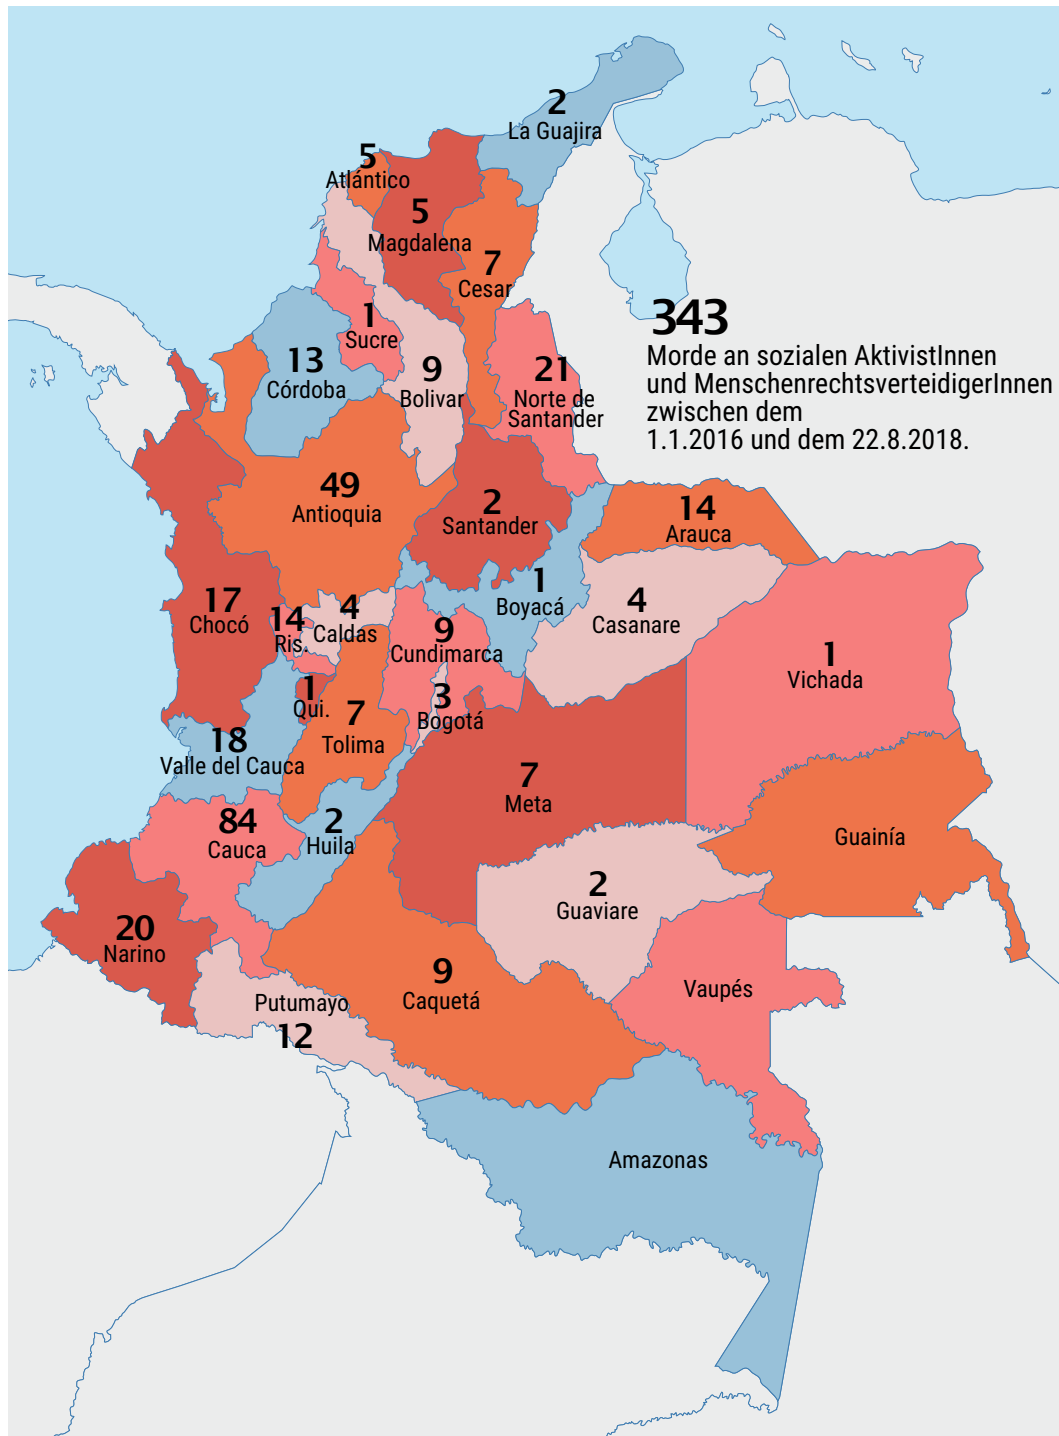 2
La Guajira
5
Atlántico
5
Magdalena
7
Cesar
343
Morde an sozialen AktivistInnen
und MenschenrechtsverteidigerInnen
zwischen dem
1.1.2016 und dem 22.8.2018.
1
Sucre
13
Córdoba
9
Bolivar
21
Norte de
Santander
49
Antioquia
2
Santander
14
Arauca
17
Chocó
14
Ris.
4
Caldas
9
Cundimarca
1
Boyacá
4
Casanare
1
Vichada
1
Qui.
7
Tolima
3
Bogotá
18
Valle del Cauca
7
Meta
84
Cauca
2
Huila
Guainía
2
Guaviare
20
Narino
9
Caquetá
Vaupés
Putumayo
12
Amazonas